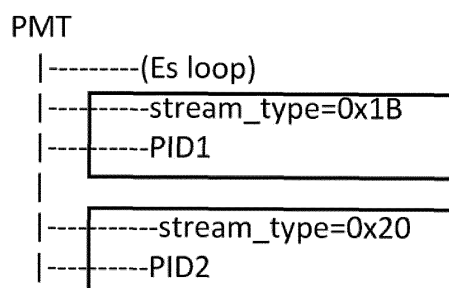 PMT
|---------(Es loop)
|----------stream_type=0x1B
|----------PID1
|
|-----------stream_type=0x20
|----------PID2